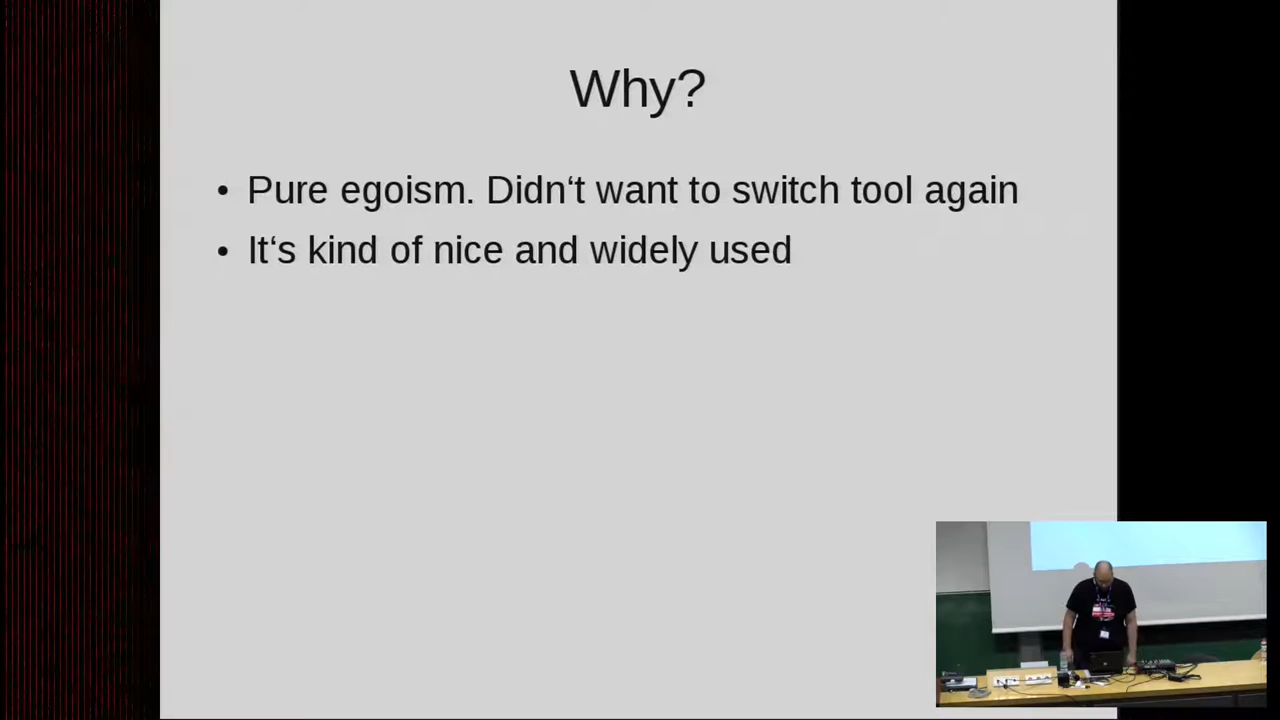 Why?
• Pure egoism. Didn‘t want to switch tool again
• It‘s kind of nice and widely used